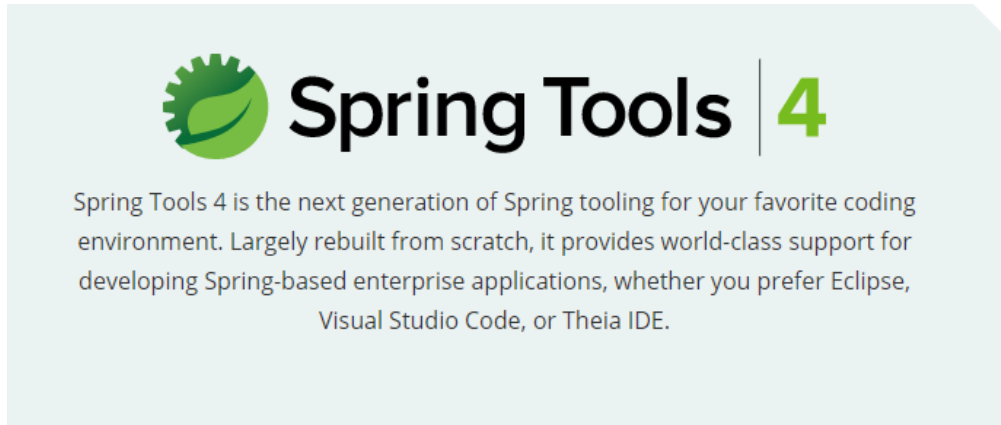 Spring Tools | 4
Spring Tools 4 is the next generation of Spring tooling for your favorite coding
environment. Largely rebuilt from scratch, it provides world-class support for
developing Spring-based enterprise applications, whether you prefer Eclipse,
Visual Studio Code, or Theia IDE.